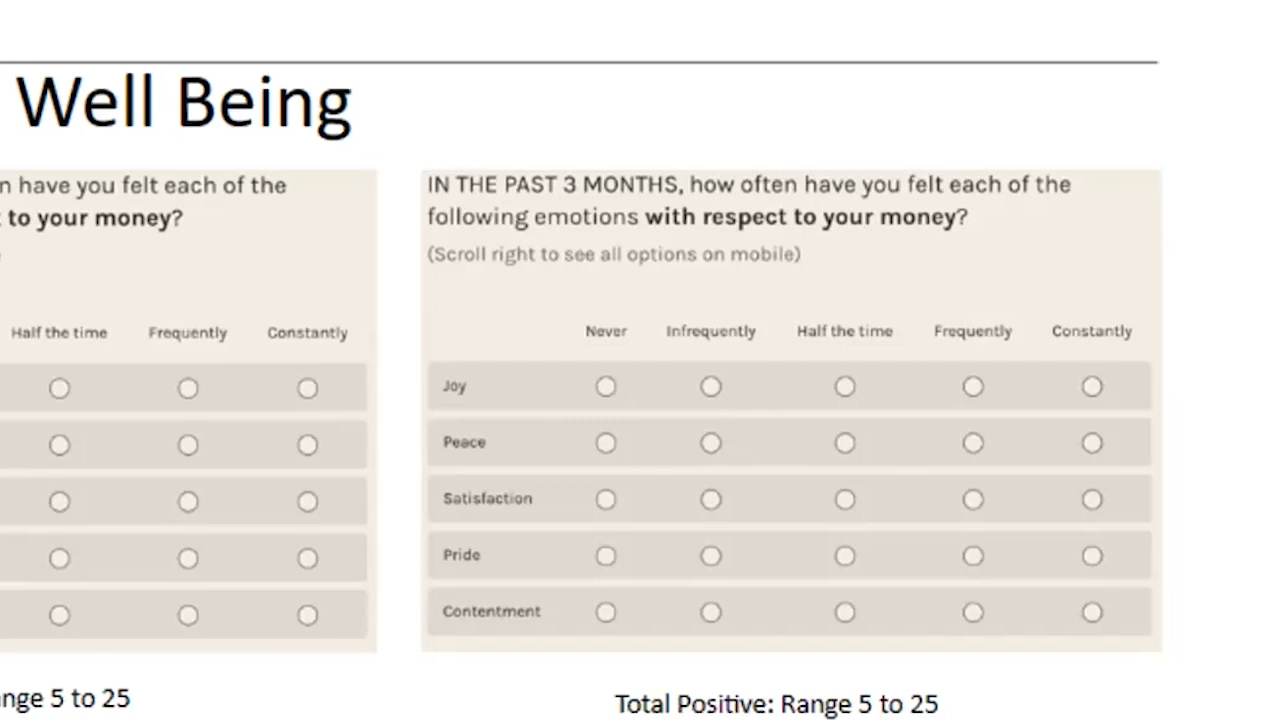 Well Being
have you felt each of the
to your money?
Half the time Frequently Constantly
5 to 25
IN THE PAST 3 MONTHS, how often have you felt each of the
following emotions with respect to your money?
(Scroll right to see all options on mobile)
Never Infrequently Half the time Frequently Constantly
Joy
Peace
Satisfaction
Pride
Contentment
Total Positive: Range 5 to 25